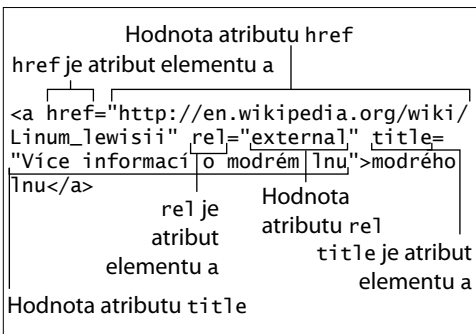 Hodnota atributu href
href je atribut elementu a
<a href="http://en.wikipedia.org/wiki/
Linum_lewisii" rel="external" title=
"Více informací o modrém lnu">modrého
lnu</a>
rel je
atribut
elementu a
Hodnota
atributu rel
title je atribut
elementu a
Hodnota atributu title